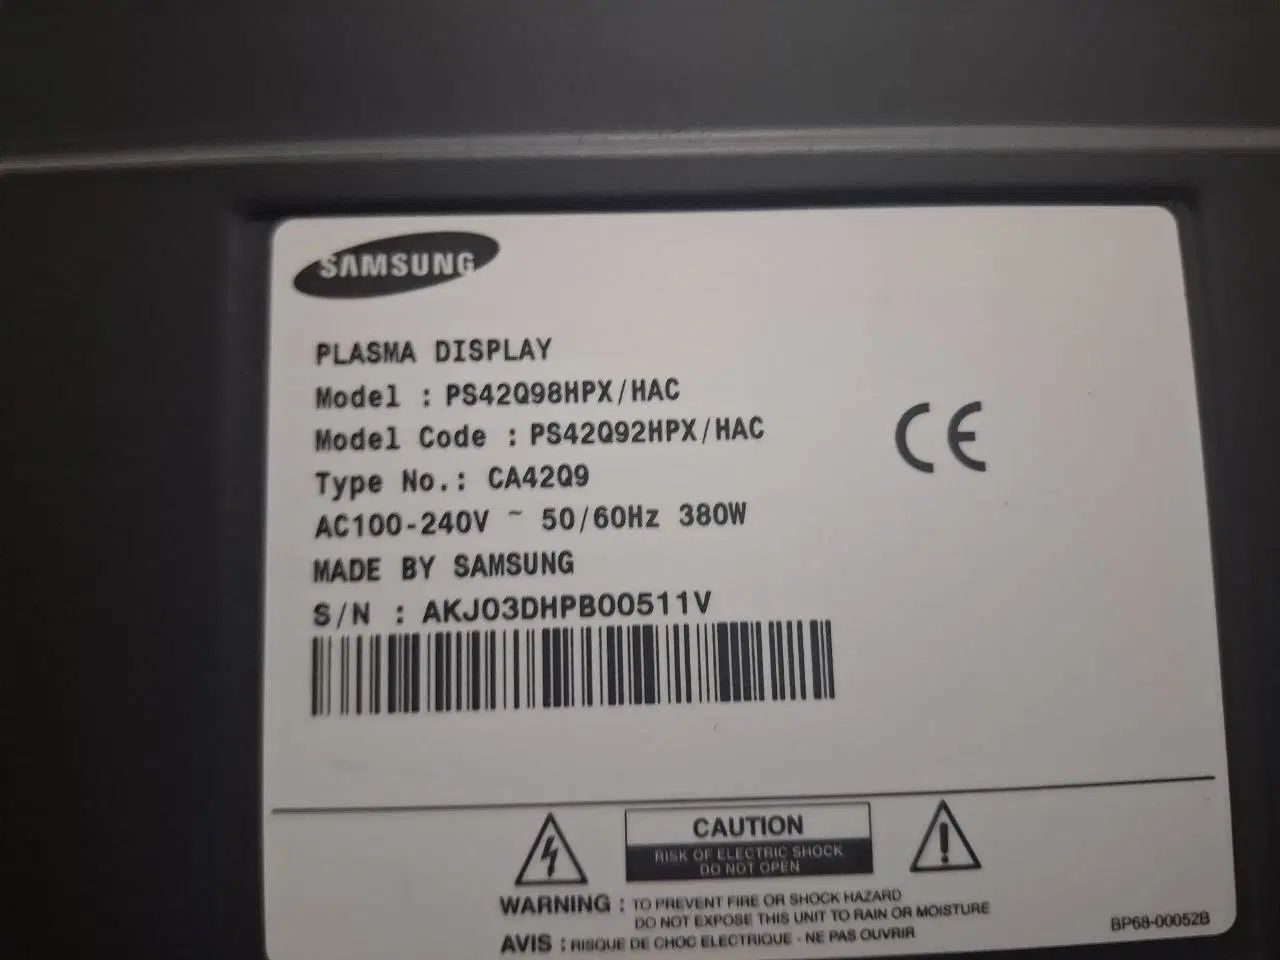 SAMSUNG
PLASMA DISPLAY
Model : PS42Q98HPX/HAC
Model Code : PS42Q92HPX/HAC
Type No.: CA42Q9
AC100-240V ~ 50/60Hz 380W
MADE BY SAMSUNG
S/N : AKJ03DHPB00511V
CE
CAUTION
RISK OF ELECTRIC SHOCK
DO NOT OPEN
WARNING : TO PREVENT FIRE OR SHOCK HAZARD
DO NOT EXPOSE THIS UNIT TO RAIN OR MOISTURE
AVIS : RISQUE DE CHOC ELECTRIQUE - NE PAS OUVRIR
BP68-00052B